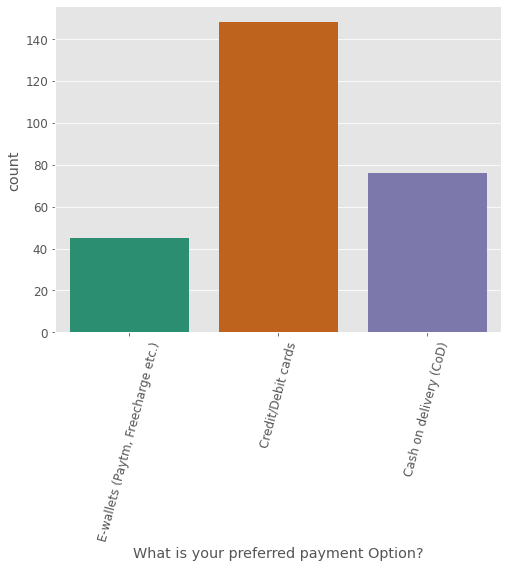 140
120
100
80
60
40
20
0
count
E-wallets (Paytm, Freecharge etc.)
Credit/Debit cards
Cash on delivery (CoD)
What is your preferred payment Option?